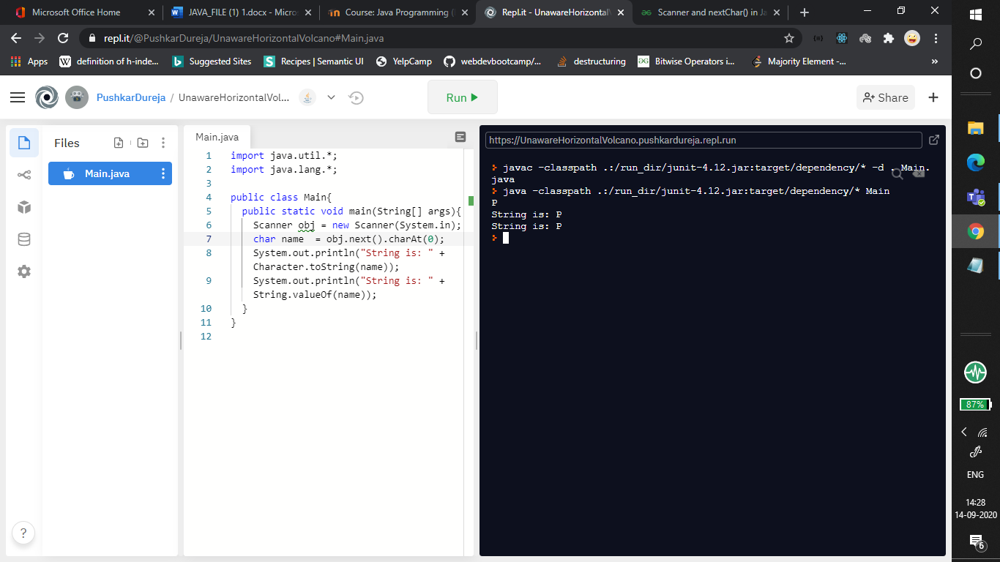 Microsoft Office Home
JAVA_FILE (1) 1.docx - Micros
Course: Java Programming (
Repl.it - UnawareHorizontalV
Scanner and nextChar() in Ja
repl.it/@PushkarDureja/UnawareHorizontalVolcano#Main.java
Apps
W definition of h-inde...
b Suggested Sites
S Recipes | Semantic UI
YelpCamp
webdevbootcamp/...
destructuring
Bitwise Operators i...
Majority Element -...
»
PushkarDureja / UnawareHorizontalVol...
Run
Share
Files
Main.java
Main.java
1 import java.util.*;
2 import java.lang.*;
3
4 public class Main{
5 public static void main(String[] args){
6 Scanner obj = new Scanner(System.in);
7 char name  = obj.next().charAt(0);
8 System.out.println("String is: " +
Character.toString(name));
9 System.out.println("String is: " +
String.valueOf(name));
10 }
11 }
12
?
https://UnawareHorizontalVolcano.pushkardureja.repl.run
javac -classpath .:/run_dir/junit-4.12.jar:target/dependency/* -d . Main.
java
java -classpath .:/run_dir/junit-4.12.jar:target/dependency/* Main
P
String is: P
String is: P
87%
ENG
14:28
14-09-2020
6